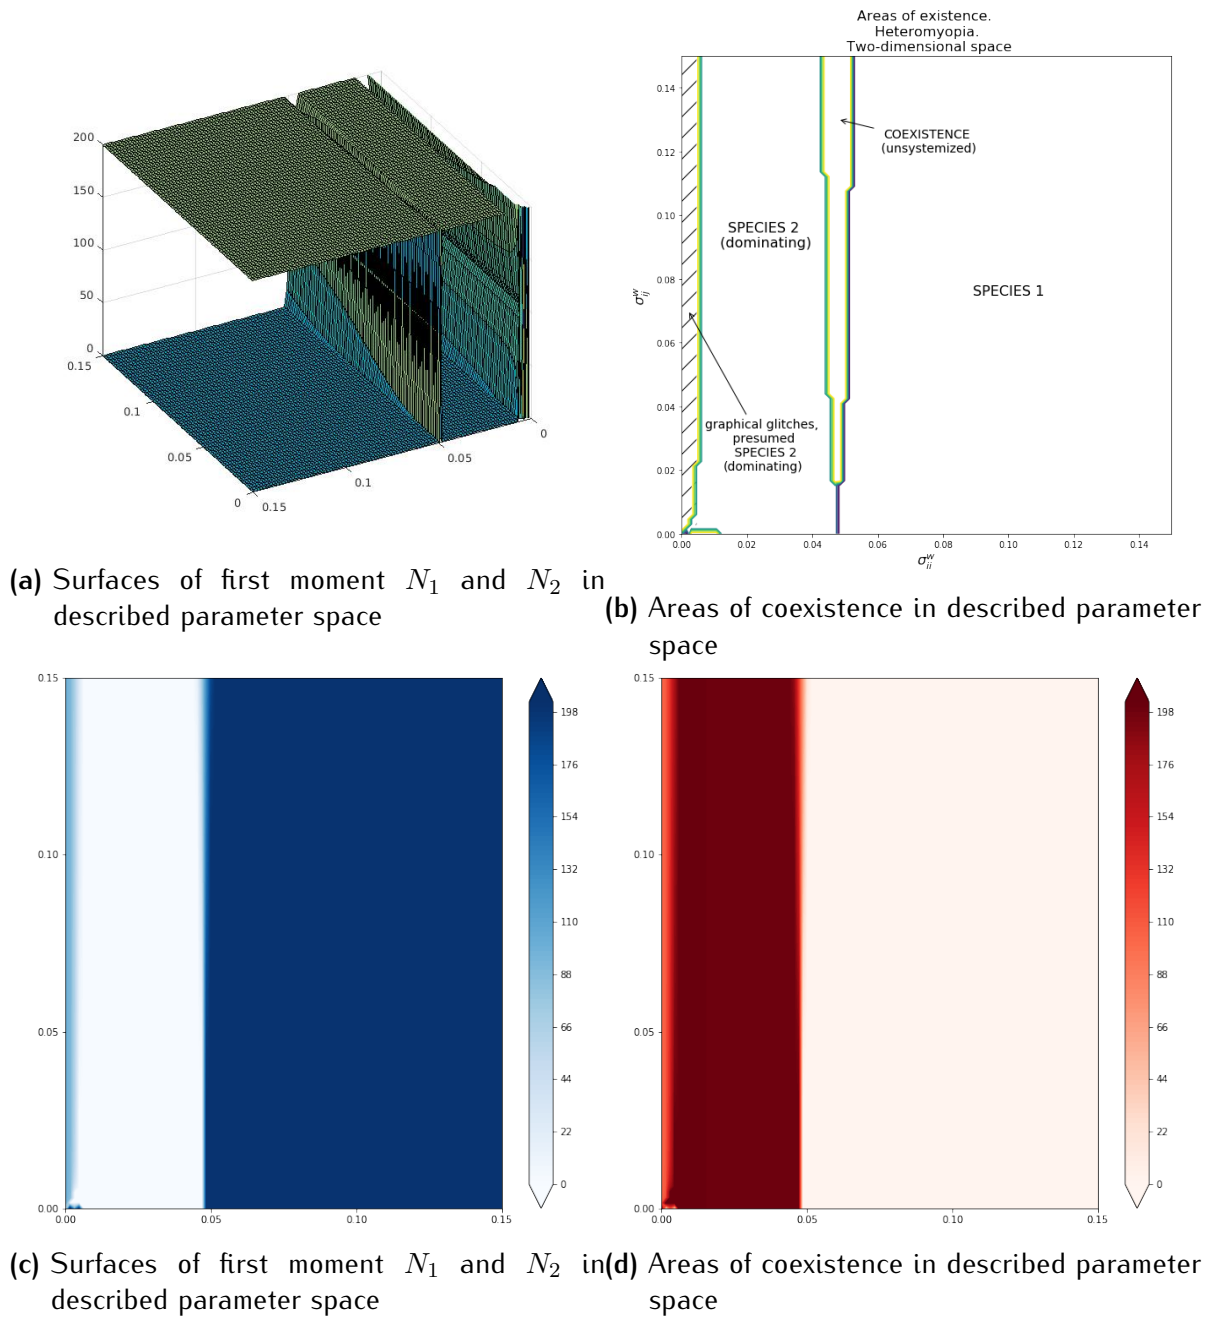 200
150
100
50
0
0.15
0.1
0.05
0
0.15
0.1
0.05
0
Areas of existence.
Heteromyopia.
Two-dimensional space
0.14
0.12
0.10
0.08
0.06
0.04
0.02
0.00
σ^w_ij
COEXISTENCE
(unsystemized)
SPECIES 2
(dominating)
SPECIES 1
graphical glitches,
presumed
SPECIES 2
(dominating)
0.00 0.02 0.04 0.06 0.08 0.10 0.12 0.14
σ^w_ii
(a) Surfaces of first moment N₁ and N₂ in
described parameter space
(b) Areas of coexistence in described parameter
space
0.15
0.10
0.05
0.00
0.00 0.05 0.10 0.15
198
176
154
132
110
88
66
44
22
0
0.15
0.10
0.05
0.00
0.00 0.05 0.10 0.15
198
176
154
132
110
88
66
44
22
0
(c) Surfaces of first moment N₁ and N₂ in
described parameter space
(d) Areas of coexistence in described parameter
space